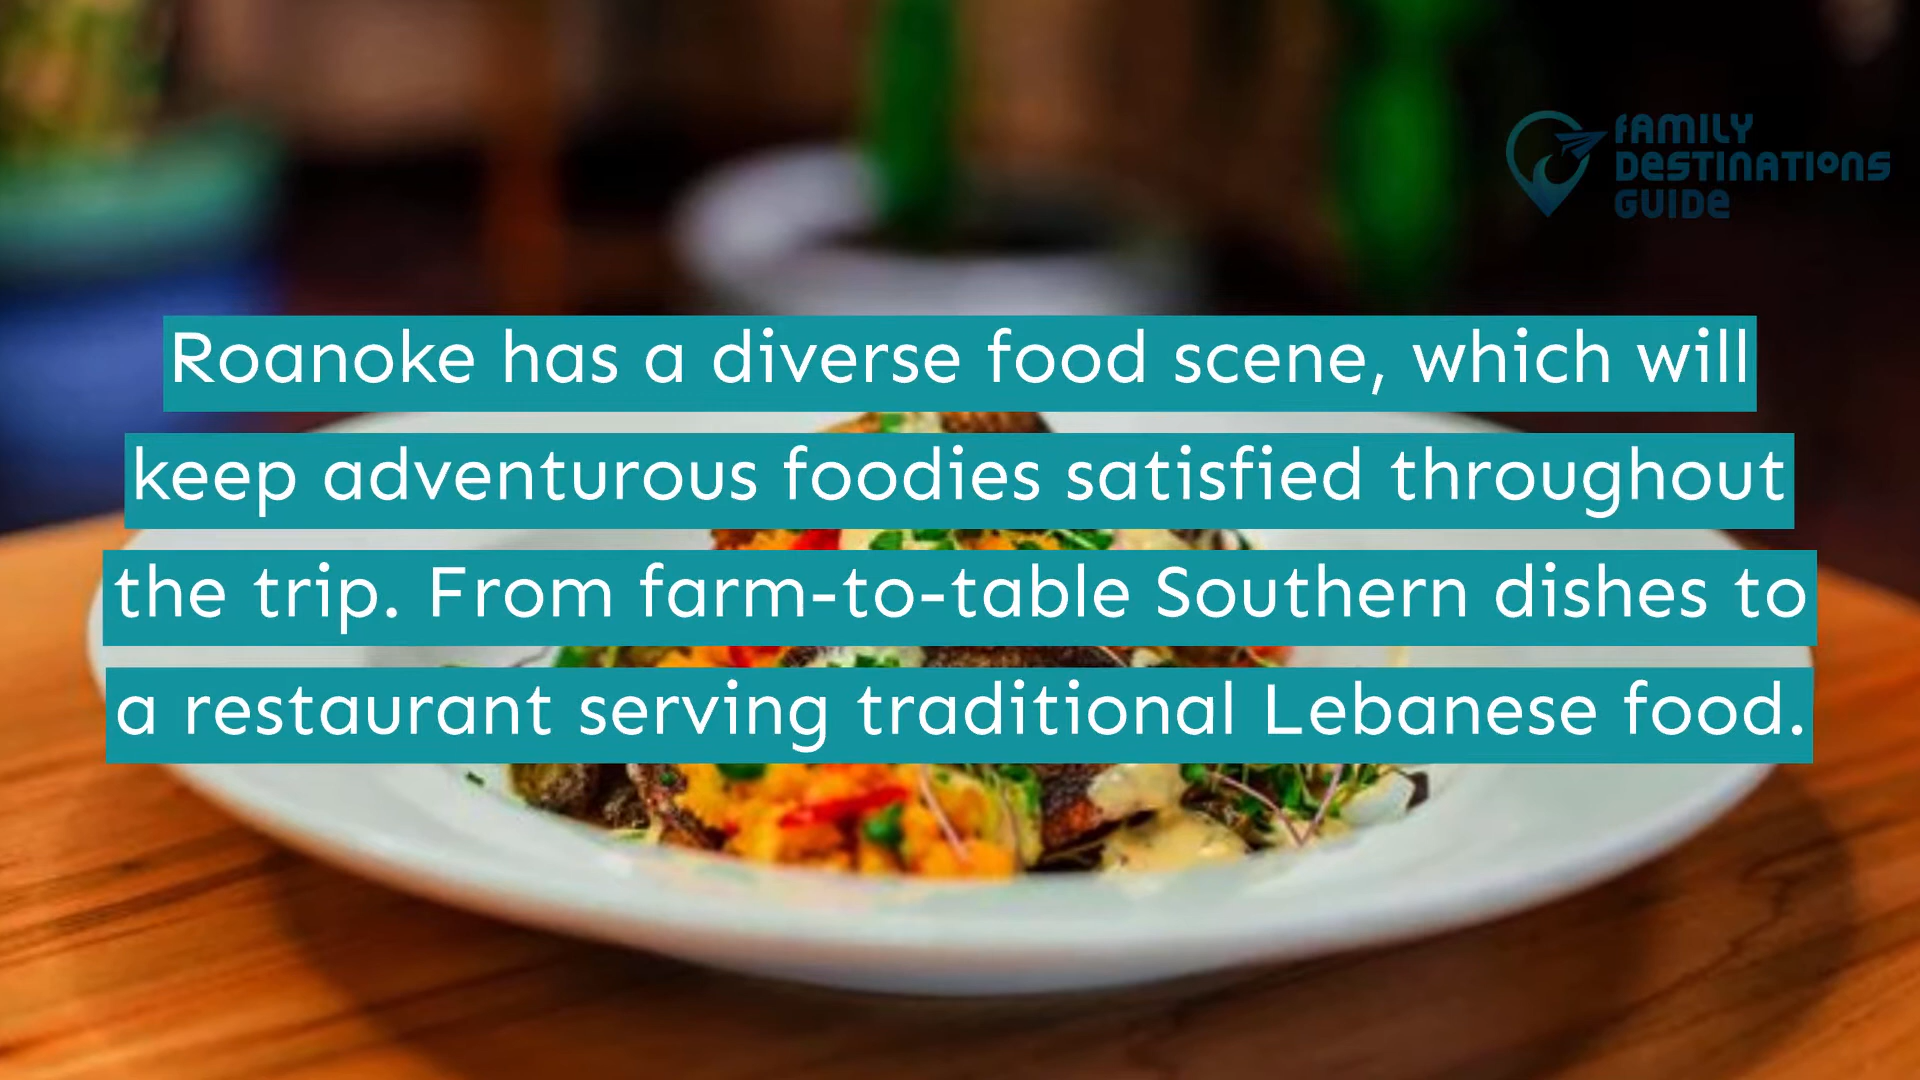 FAMILY
DESTINATIONS
GUIDE
Roanoke has a diverse food scene, which will
keep adventurous foodies satisfied throughout
the trip. From farm-to-table Southern dishes to
a restaurant serving traditional Lebanese food.